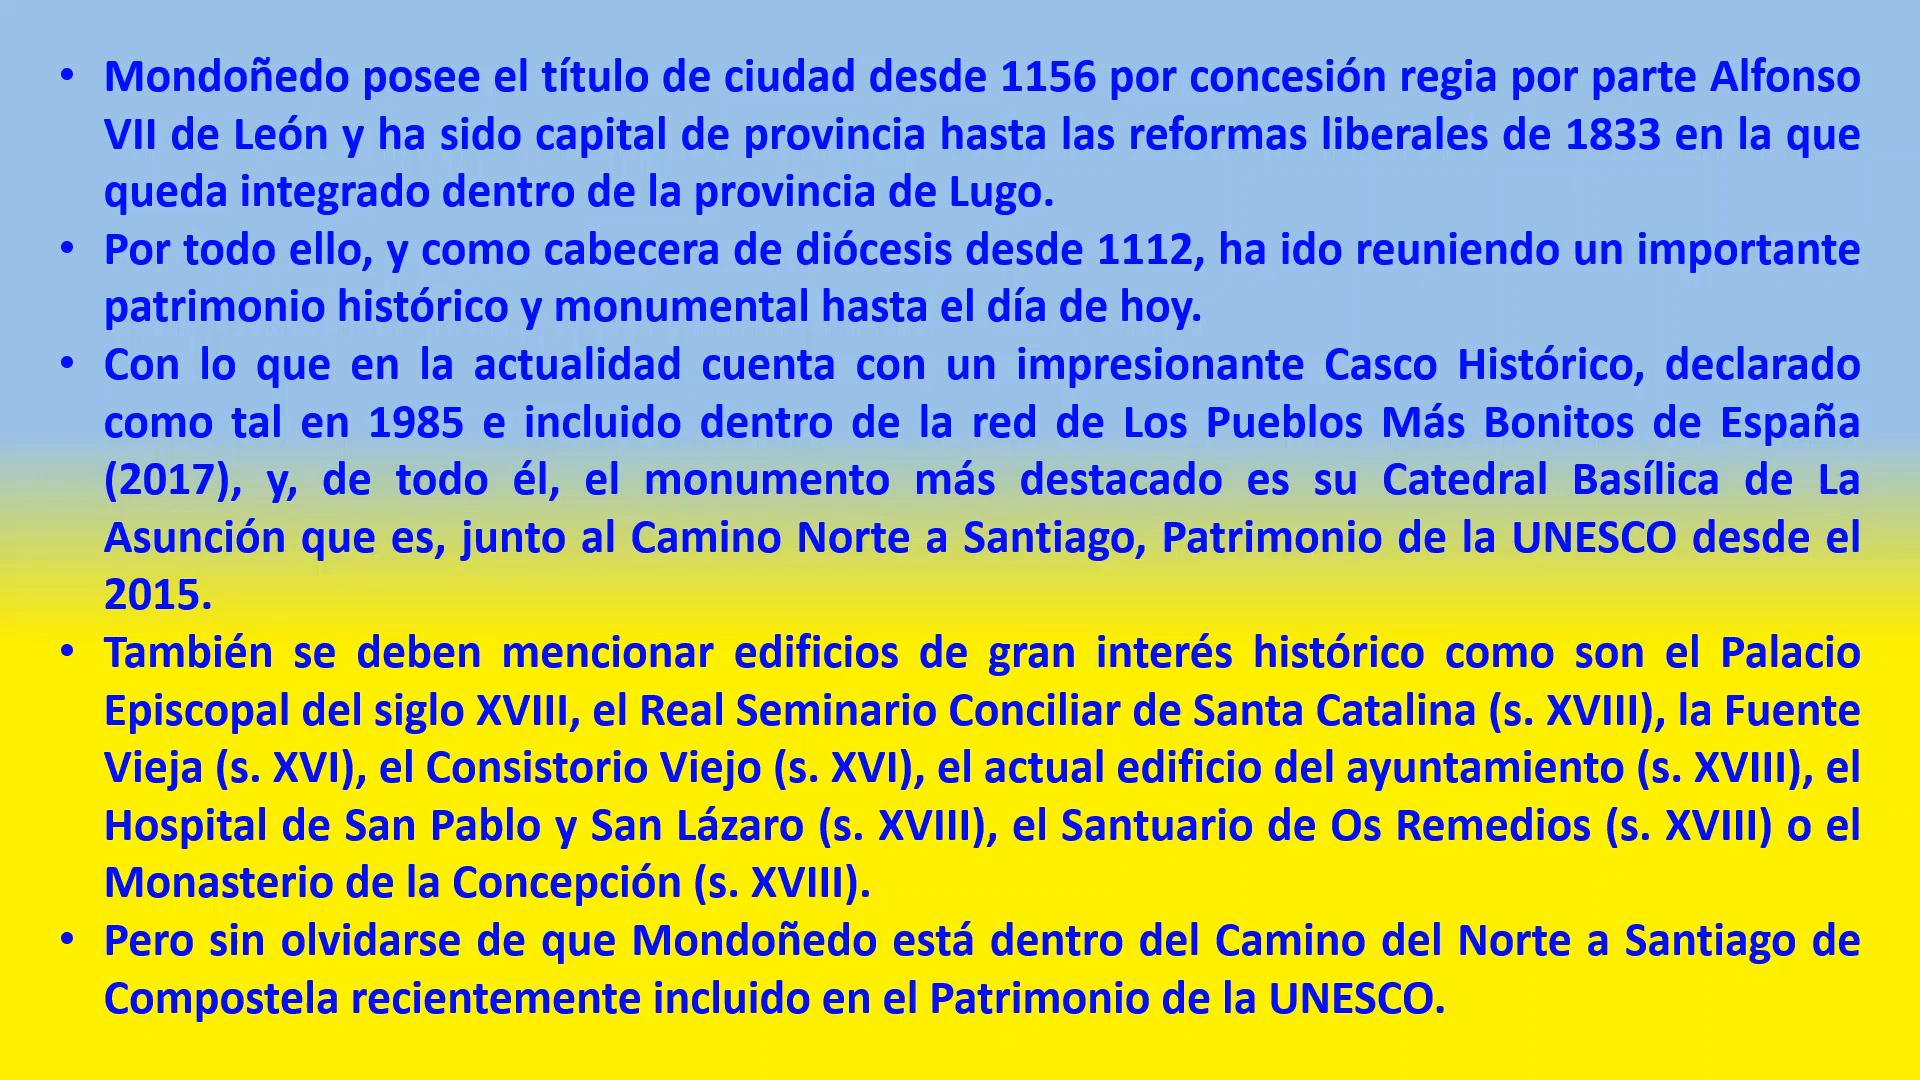 • Mondoñedo posee el título de ciudad desde 1156 por concesión regia por parte Alfonso
VII de León y ha sido capital de provincia hasta las reformas liberales de 1833 en la que
queda integrado dentro de la provincia de Lugo.
• Por todo ello, y como cabecera de diócesis desde 1112, ha ido reuniendo un importante
patrimonio histórico y monumental hasta el día de hoy.
• Con lo que en la actualidad cuenta con un impresionante Casco Histórico, declarado
como tal en 1985 e incluido dentro de la red de Los Pueblos Más Bonitos de España
(2017), y, de todo él, el monumento más destacado es su Catedral Basílica de La
Asunción que es, junto al Camino Norte a Santiago, Patrimonio de la UNESCO desde el
2015.
• También se deben mencionar edificios de gran interés histórico como son el Palacio
Episcopal del siglo XVIII, el Real Seminario Conciliar de Santa Catalina (s. XVIII), la Fuente
Vieja (s. XVI), el Consistorio Viejo (s. XVI), el actual edificio del ayuntamiento (s. XVIII), el
Hospital de San Pablo y San Lázaro (s. XVIII), el Santuario de Os Remedios (s. XVIII) o el
Monasterio de la Concepción (s. XVIII).
• Pero sin olvidarse de que Mondoñedo está dentro del Camino del Norte a Santiago de
Compostela recientemente incluido en el Patrimonio de la UNESCO.